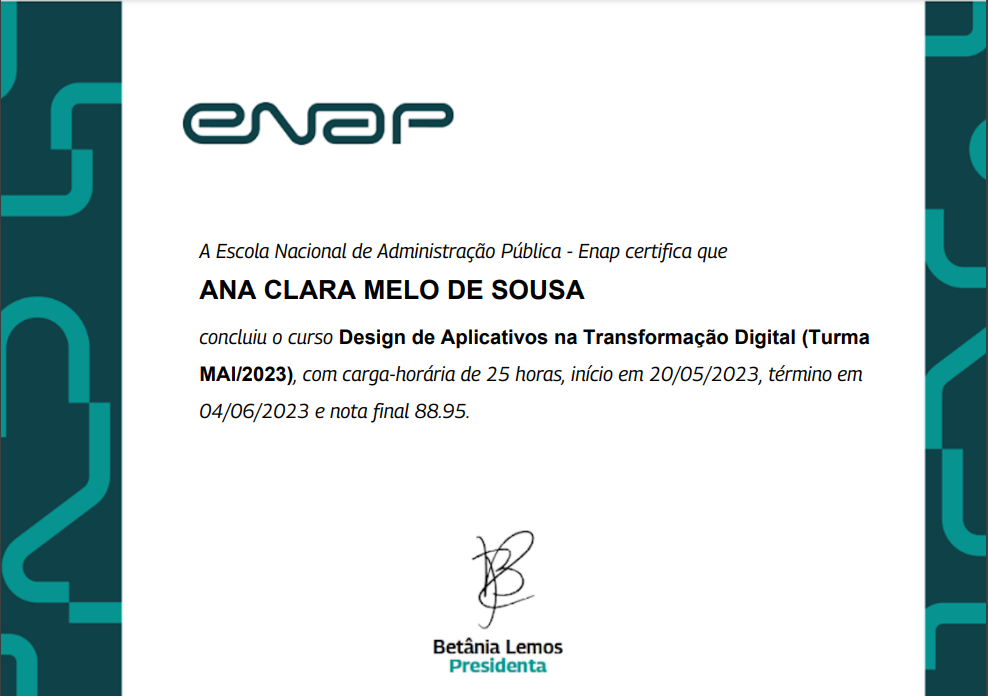 enap
A Escola Nacional de Administração Pública - Enap certifica que
ANA CLARA MELO DE SOUSA
concluiu o curso Design de Aplicativos na Transformação Digital (Turma
MAI/2023), com carga-horária de 25 horas, início em 20/05/2023, término em
04/06/2023 e nota final 88.95.
Betânia Lemos
Presidenta